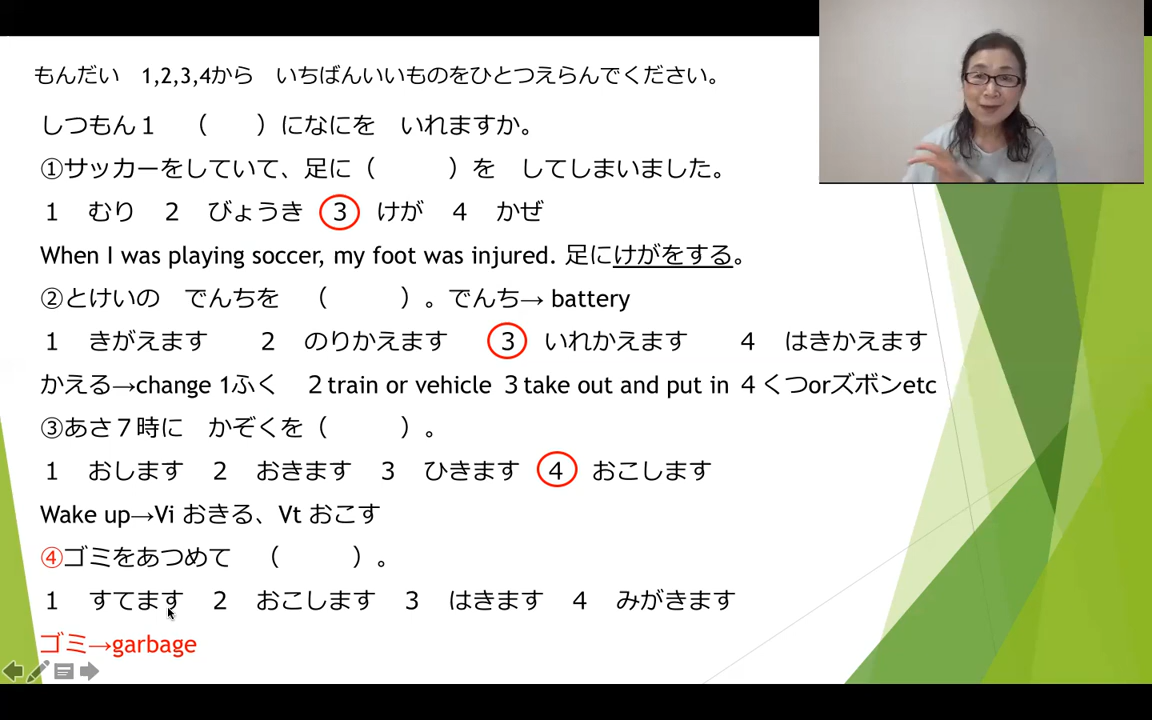 もんだい　1,2,3,4から　いちばんいいものをひとつえらんでください。
しつもん１　（　　）になにを　いれますか。
①サッカーをしていて、足に（　　　）を　してしまいました。
１　むり　２　びょうき　３　けが　４　かぜ
When I was playing soccer, my foot was injured. 足にけがをする。
②とけいの　でんちを　（　　　）。でんち→ battery
１　きがえます　　２　のりかえます　　３　いれかえます　　４　はきかえます
かえる→change 1ふく　２train or vehicle ３take out and put in ４くつorズボンetc
③あさ７時に　かぞくを（　　　）。
１　おします　２　おきます　３　ひきます　４　おこします
Wake up→Vi おきる、Vt おこす
④ゴミをあつめて　（　　　）。
１　すてます　２　おこします　３　はきます　４　みがきます
ゴミ→garbage